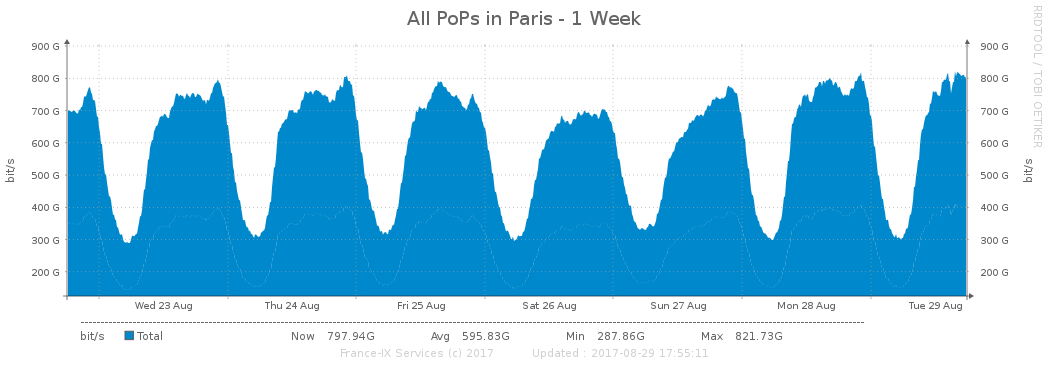 All PoPs in Paris - 1 Week
RRDTOOL / TOBI OETIKER
900 G 900 G
800 G 800 G
700 G 700 G
600 G 600 G
500 G 500 G
400 G 400 G
300 G 300 G
200 G 200 G
bit/s bit/s
Wed 23 Aug Thu 24 Aug Fri 25 Aug Sat 26 Aug Sun 27 Aug Mon 28 Aug Tue 29 Aug
bit/s Total Now 797.94G Avg 595.83G Min 287.86G Max 821.73G
France-IX Services (c) 2017 Updated : 2017-08-29 17:55:11